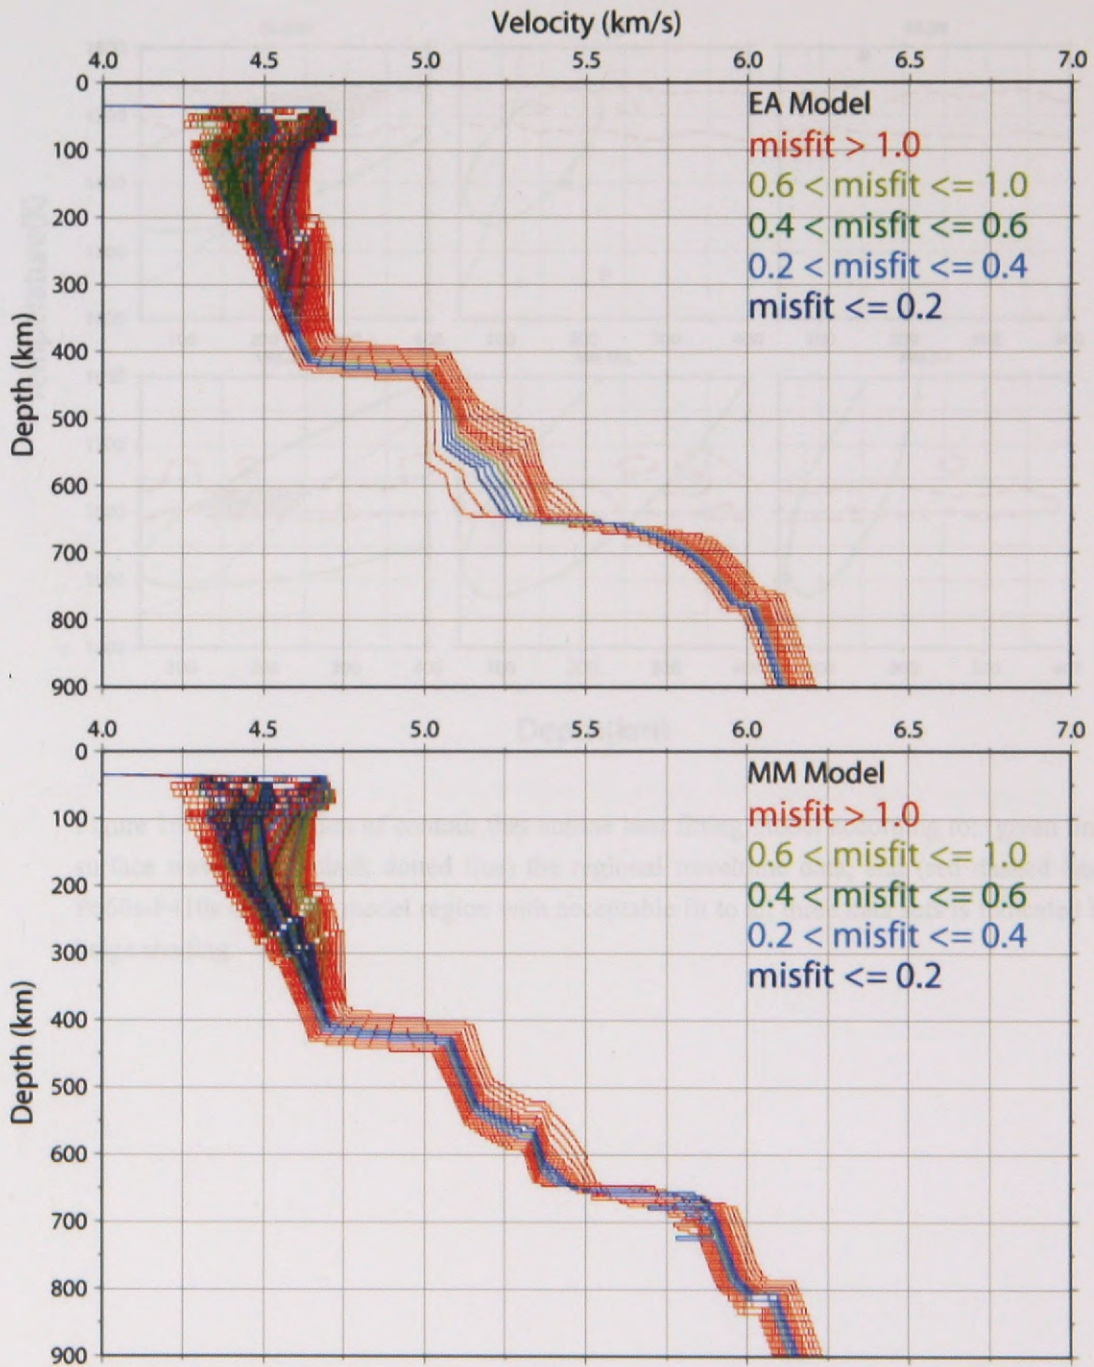 Velocity (km/s)
4.0 4.5 5.0 5.5 6.0 6.5 7.0
0
100
200
300
400
500
600
700
800
900
Depth (km)
EA Model
misfit > 1.0
0.6 < misfit <= 1.0
0.4 < misfit <= 0.6
0.2 < misfit <= 0.4
misfit <= 0.2
4.0 4.5 5.0 5.5 6.0 6.5 7.0
0
100
200
300
400
500
600
700
800
900
Depth (km)
MM Model
misfit > 1.0
0.6 < misfit <= 1.0
0.4 < misfit <= 0.6
0.2 < misfit <= 0.4
misfit <= 0.2